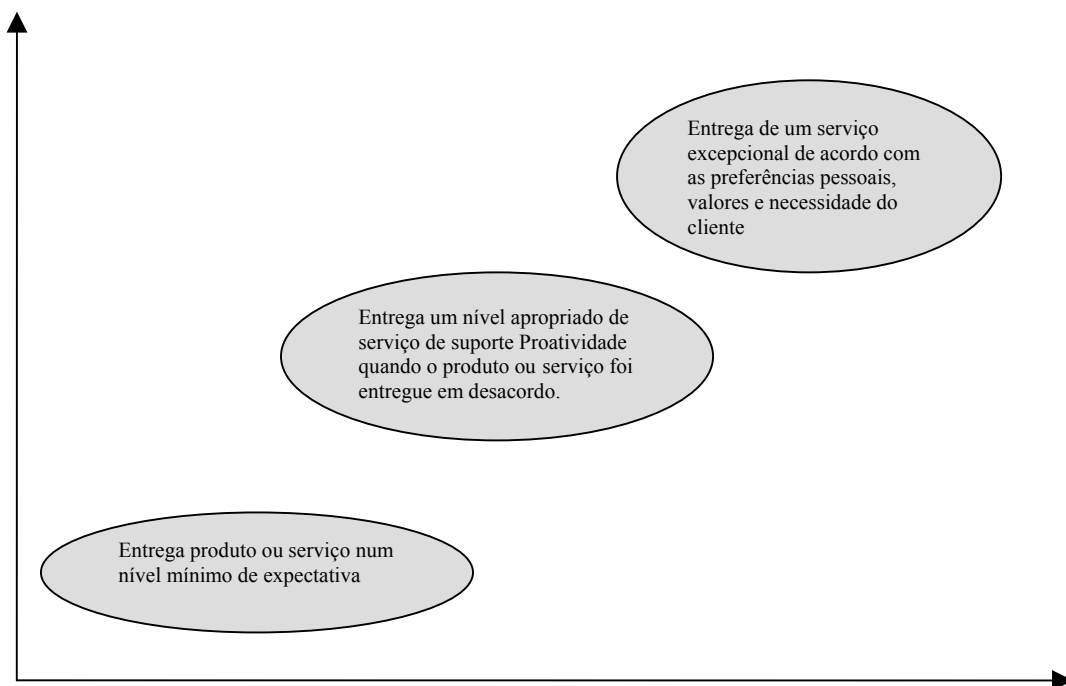 Entrega de um serviço
excepcional de acordo com
as preferências pessoais,
valores e necessidade do
cliente
Entrega um nível apropriado de
serviço de suporte Proatividade
quando o produto ou serviço foi
entregue em desacordo.
Entrega produto ou serviço num
nível mínimo de expectativa